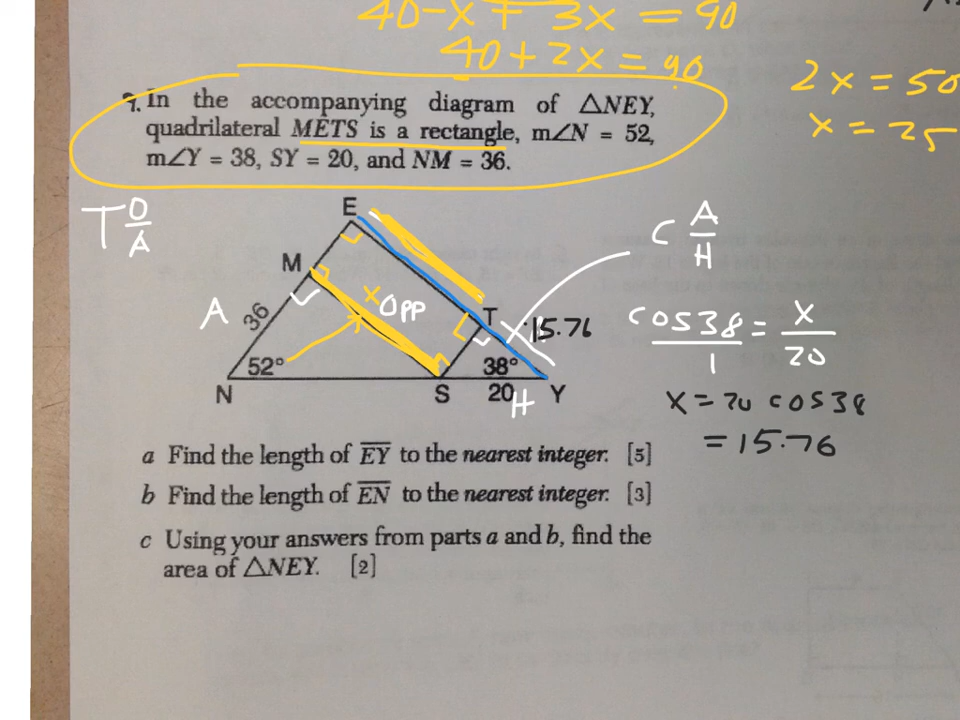 40-x + 3x = 90
40 + 2x = 90
2x = 50
x = 25
9. In the accompanying diagram of △NEY,
quadrilateral METS is a rectangle, m∠N = 52,
m∠Y = 38, SY = 20, and NM = 36.
T O/A
E
C A/H
M
A
36
x
OPP
T
x
15.76
cos38/1 = x/20
52°
38°
N
S
20
H
Y
x = 20 cos38
= 15.76
a Find the length of EY to the nearest integer. [5]
b Find the length of EN to the nearest integer. [3]
c Using your answers from parts a and b, find the
area of △NEY. [2]